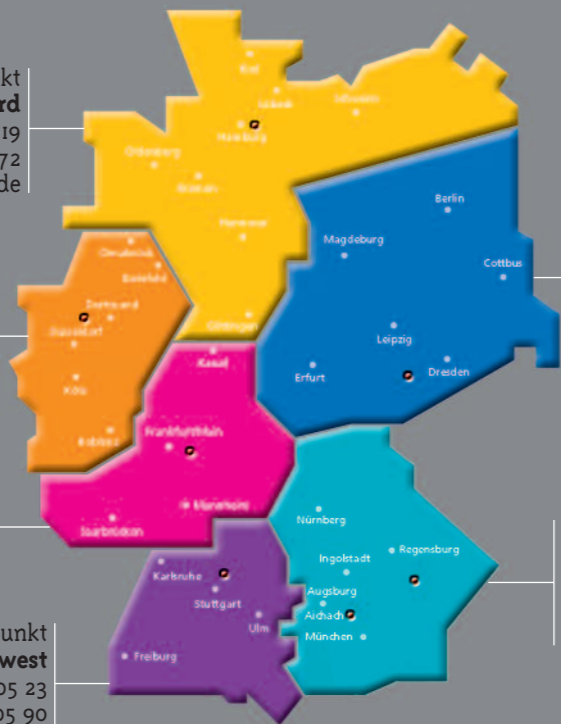 kt
rd
19
72
de
Kiel
Lübeck
Schwerin
Hamburg
Oldenburg
Bremen
Hannover
Göttingen
Berlin
Magdeburg
Cottbus
Leipzig
Erfurt
Dresden
Osnabrück
Bielefeld
Dortmund
Düsseldorf
Köln
Koblenz
Kassel
Frankfurt/Main
Mannheim
Saarbrücken
Nürnberg
Regensburg
Ingolstadt
Augsburg
Aichach
München
Karlsruhe
Stuttgart
Ulm
Freiburg
unkt
west
05 23
05 90